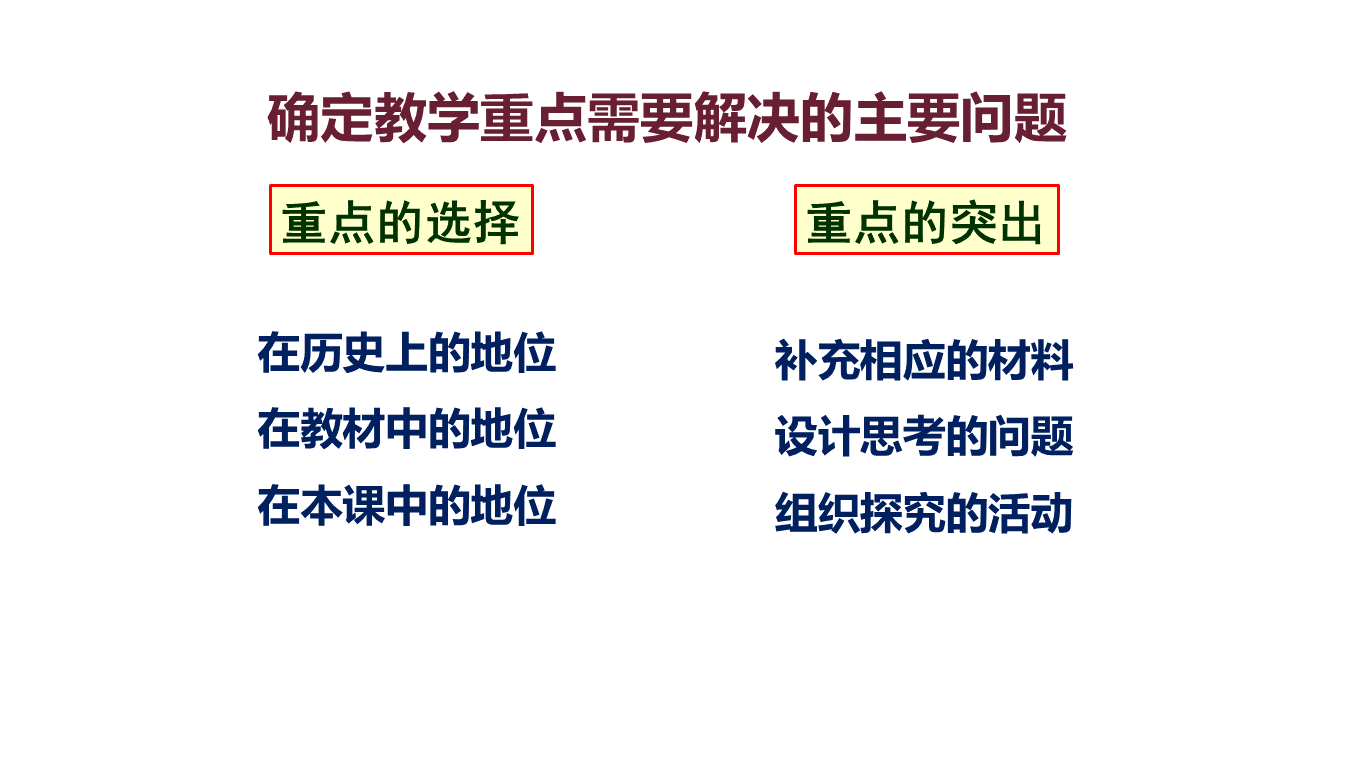 确定教学重点需要解决的主要问题
重点的选择
在历史上的地位
在教材中的地位
在本课中的地位
重点的突出
补充相应的材料
设计思考的问题
组织探究的活动